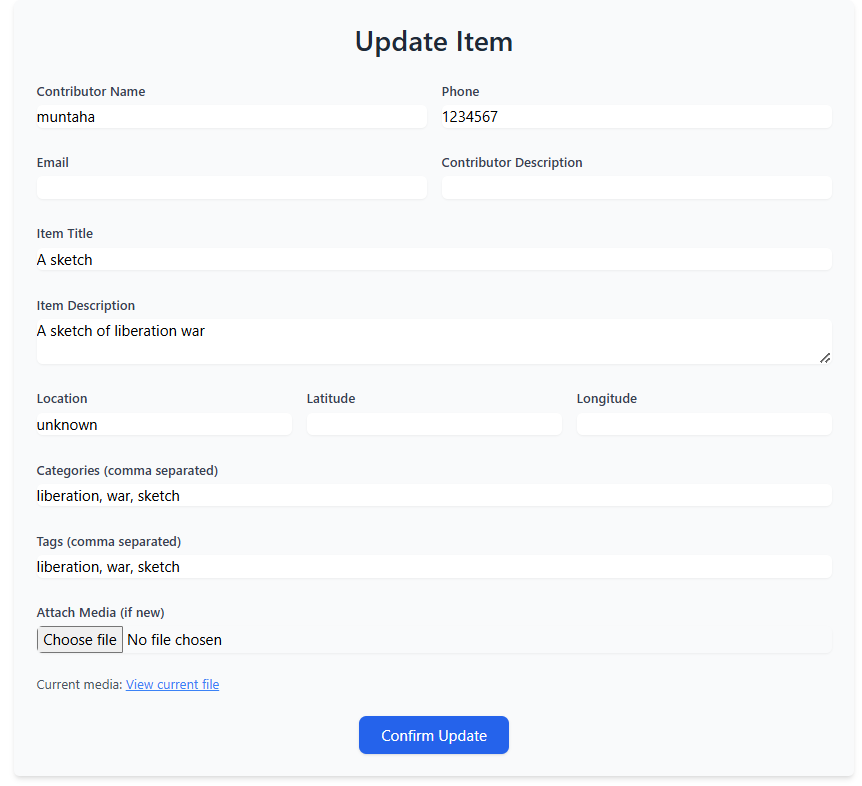 Update Item
Contributor Name Phone
muntaha 1234567
Email Contributor Description
Item Title
A sketch
Item Description
A sketch of liberation war
Location Latitude Longitude
unknown
Categories (comma separated)
liberation, war, sketch
Tags (comma separated)
liberation, war, sketch
Attach Media (if new)
Choose file No file chosen
Current media: View current file
Confirm Update